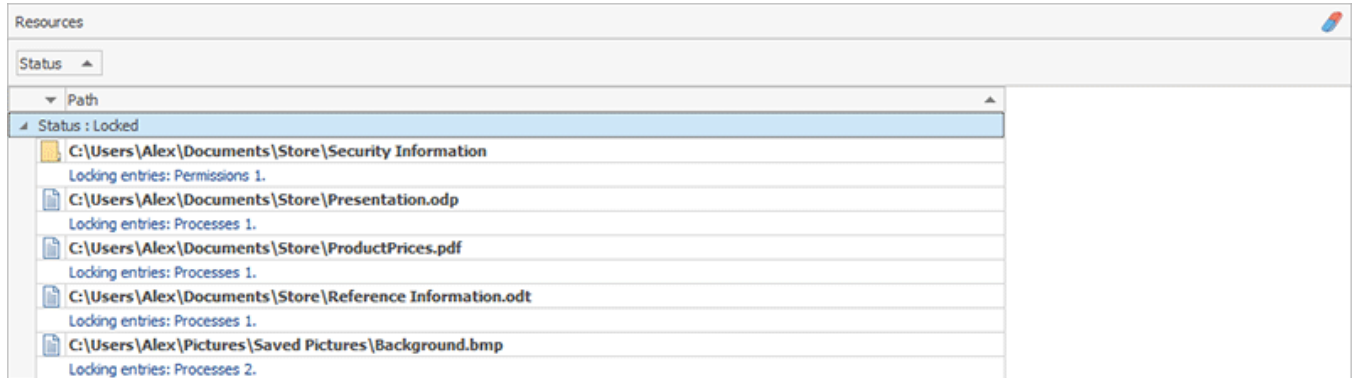 Resources
Status
Path
Status : Locked
C:\Users\Alex\Documents\Store\Security Information
Locking entries: Permissions 1.
C:\Users\Alex\Documents\Store\Presentation.odp
Locking entries: Processes 1.
C:\Users\Alex\Documents\Store\ProductPrices.pdf
Locking entries: Processes 1.
C:\Users\Alex\Documents\Store\Reference Information.odt
Locking entries: Processes 1.
C:\Users\Alex\Pictures\Saved Pictures\Background.bmp
Locking entries: Processes 2.